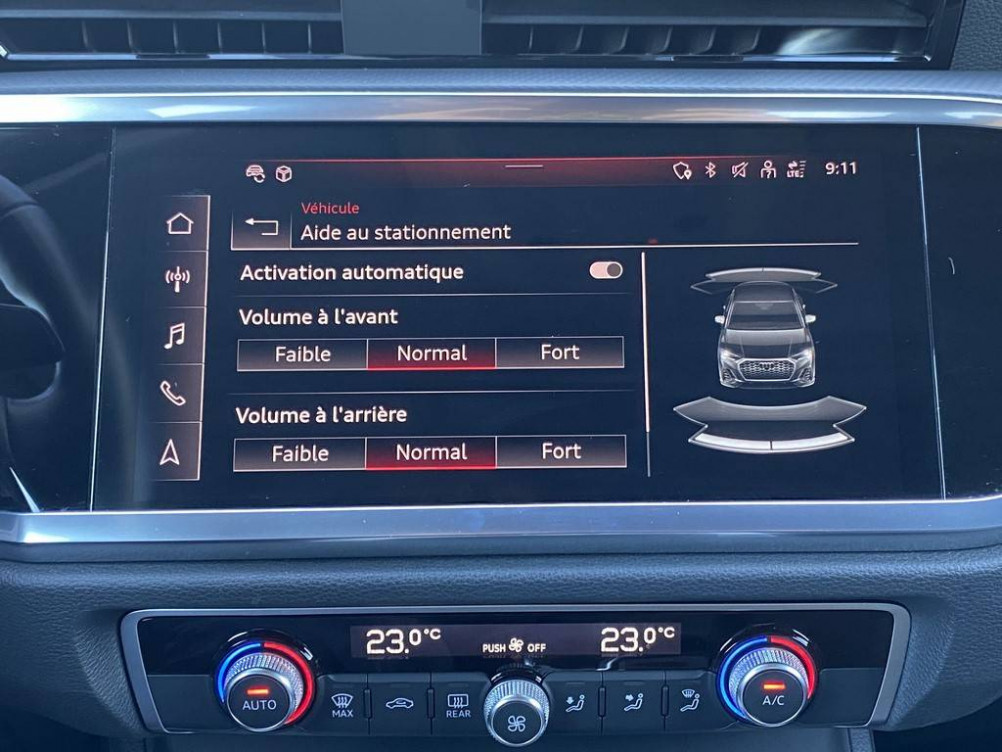 LTE 9:11
Véhicule
Aide au stationnement
Activation automatique
Volume à l'avant
Faible Normal Fort
Volume à l'arrière
Faible Normal Fort
23.0°C PUSH OFF 23.0°C
AUTO MAX REAR A/C